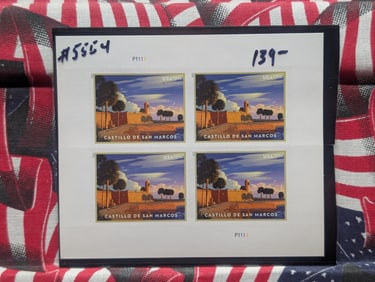 #5554
139-
P1111
USA
USA
CASTILLO DE SAN MARCOS
CASTILLO DE SAN MARCOS
USA
USA
CASTILLO DE SAN MARCOS
CASTILLO DE SAN MARCOS
P1111